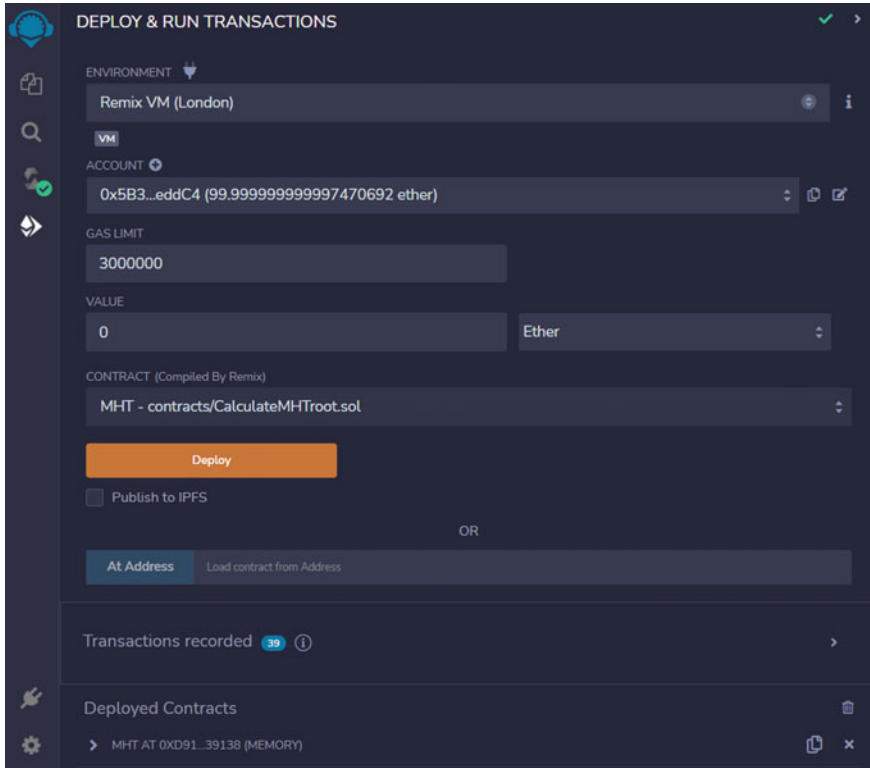 DEPLOY & RUN TRANSACTIONS
ENVIRONMENT
Remix VM (London)
VM
ACCOUNT
0x5B3...eddC4 (99.999999999997470692 ether)
GAS LIMIT
3000000
VALUE
0 Ether
CONTRACT (Compiled By Remix)
MHT - contracts/CalculateMHTroot.sol
Deploy
Publish to IPFS
OR
At Address Load contract from Address
Transactions recorded 39
Deployed Contracts
MHT AT 0XD91...39138 (MEMORY)